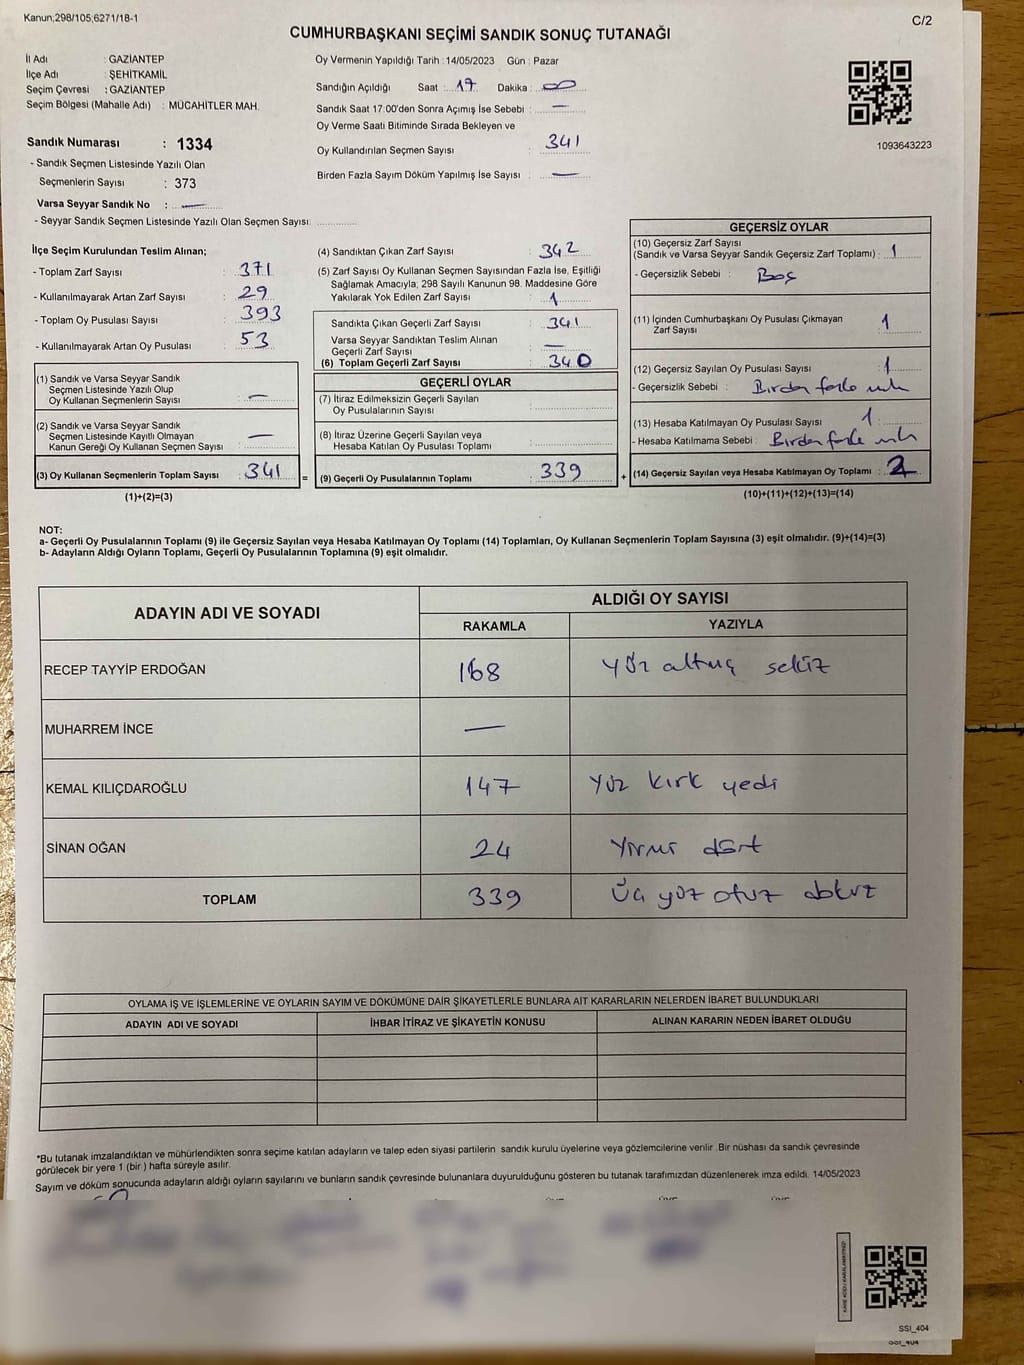 Kanun;298/105;6271/18-1
C/2
CUMHURBAŞKANI SEÇİMİ SANDIK SONUÇ TUTANAĞI
İl Adı : GAZİANTEP
İlçe Adı : ŞEHİTKAMİL
Seçim Çevresi : GAZİANTEP
Seçim Bölgesi (Mahalle Adı) : MÜCAHİTLER MAH.
Sandık Numarası : 1334
- Sandık Seçmen Listesinde Yazılı Olan
Seçmenlerin Sayısı : 373
Varsa Seyyar Sandık No : —
- Seyyar Sandık Seçmen Listesinde Yazılı Olan Seçmen Sayısı:
Oy Vermenin Yapıldığı Tarih : 14/05/2023 Gün : Pazar
Sandığın Açıldığı Saat : 17 Dakika : 00
Sandık Saat 17:00'den Sonra Açımış İse Sebebi : —
Oy Verme Saati Bitiminde Sırada Bekleyen ve
Oy Kullandırılan Seçmen Sayısı : 341
Birden Fazla Sayım Döküm Yapılmış İse Sayısı : —
1093643223
İlçe Seçim Kurulundan Teslim Alınan;
- Toplam Zarf Sayısı : 371
- Kullanılmayarak Artan Zarf Sayısı : 29
- Toplam Oy Pusulası Sayısı : 393
- Kullanılmayarak Artan Oy Pusulası : 53
(1) Sandık ve Varsa Seyyar Sandık
Seçmen Listesinde Yazılı Olup
Oy Kullanan Seçmenlerin Sayısı : —
(2) Sandık ve Varsa Seyyar Sandık
Seçmen Listesinde Kayıtlı Olmayan
Kanun Gereği Oy Kullanan Seçmen Sayısı : —
(3) Oy Kullanan Seçmenlerin Toplam Sayısı : 341
(1)+(2)=(3)
=
(4) Sandıktan Çıkan Zarf Sayısı : 342
(5) Zarf Sayısı Oy Kullanan Seçmen Sayısından Fazla İse, Eşitliği
Sağlamak Amacıyla; 298 Sayılı Kanunun 98. Maddesine Göre
Yakılarak Yok Edilen Zarf Sayısı : 1
Sandıkta Çıkan Geçerli Zarf Sayısı : 341
Varsa Seyyar Sandıktan Teslim Alınan
Geçerli Zarf Sayısı : —
(6) Toplam Geçerli Zarf Sayısı : 340
GEÇERLİ OYLAR
(7) İtiraz Edilmeksizin Geçerli Sayılan
Oy Pusulalarının Sayısı :
(8) İtiraz Üzerine Geçerli Sayılan veya
Hesaba Katılan Oy Pusulası Toplamı :
(9) Geçerli Oy Pusulalarının Toplamı : 339
+
GEÇERSİZ OYLAR
(10) Geçersiz Zarf Sayısı
(Sandık ve Varsa Seyyar Sandık Geçersiz Zarf Toplamı) : 1
- Geçersizlik Sebebi : Boş
(11) İçinden Cumhurbaşkanı Oy Pusulası Çıkmayan
Zarf Sayısı : 1
(12) Geçersiz Sayılan Oy Pusulası Sayısı : 1
- Geçersizlik Sebebi : Birden fazla
(13) Hesaba Katılmayan Oy Pusulası Sayısı : 1
- Hesaba Katılmama Sebebi : Birden fazla
(14) Geçersiz Sayılan veya Hesaba Katılmayan Oy Toplamı : 2
(10)+(11)+(12)+(13)=(14)
NOT:
a- Geçerli Oy Pusulalarının Toplamı (9) ile Geçersiz Sayılan veya Hesaba Katılmayan Oy Toplamı (14) Toplamları, Oy Kullanan Seçmenlerin Toplam Sayısına (3) eşit olmalıdır. (9)+(14)=(3)
b- Adayların Aldığı Oyların Toplamı, Geçerli Oy Pusulalarının Toplamına (9) eşit olmalıdır.
ADAYIN ADI VE SOYADI ALDIĞI OY SAYISI
RAKAMLA YAZIYLA
RECEP TAYYİP ERDOĞAN 168 yüz altmış sekiz
MUHARREM İNCE —
KEMAL KILIÇDAROĞLU 147 Yüz kırk yedi
SİNAN OĞAN 24 Yirmi dört
TOPLAM 339 Üç yüz otuz dokuz
OYLAMA İŞ VE İŞLEMLERİNE VE OYLARIN SAYIM VE DÖKÜMÜNE DAİR ŞİKAYETLERLE BUNLARA AİT KARARLARIN NELERDEN İBARET BULUNDUKLARI
ADAYIN ADI VE SOYADI İHBAR İTİRAZ VE ŞİKAYETİN KONUSU ALINAN KARARIN NEDEN İBARET OLDUĞU
*Bu tutanak imzalandıktan ve mühürlendikten sonra seçime katılan adayların ve talep eden siyasi partilerin sandık kurulu üyelerine veya gözlemcilerine verilir. Bir nüshası da sandık çevresinde
görülecek bir yere 1 (bir ) hafta süreyle asılır.
Sayım ve döküm sonucunda adayların aldığı oyların sayılarını ve bunların sandık çevresinde bulunanlara duyurulduğunu gösteren bu tutanak tarafımızdan düzenlenerek imza edildi. 14/05/2023
KARE KODU KARALAMAYINIZ!
SSI_404
SSI_404